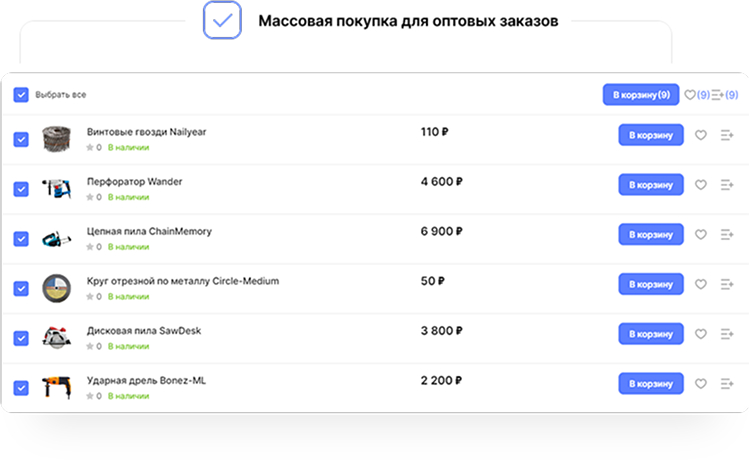 Массовая покупка для оптовых заказов
Выбрать все
В корзину(9) (9) (9)
Винтовые гвозди Nailyear 110 ₽ В корзину
0 В наличии
Перфоратор Wander 4 600 ₽ В корзину
0 В наличии
Цепная пила ChainMemory 6 900 ₽ В корзину
0 В наличии
Круг отрезной по металлу Circle-Medium 50 ₽ В корзину
0 В наличии
Дисковая пила SawDesk 3 800 ₽ В корзину
0 В наличии
Ударная дрель Bonez-ML 2 200 ₽ В корзину
0 В наличии